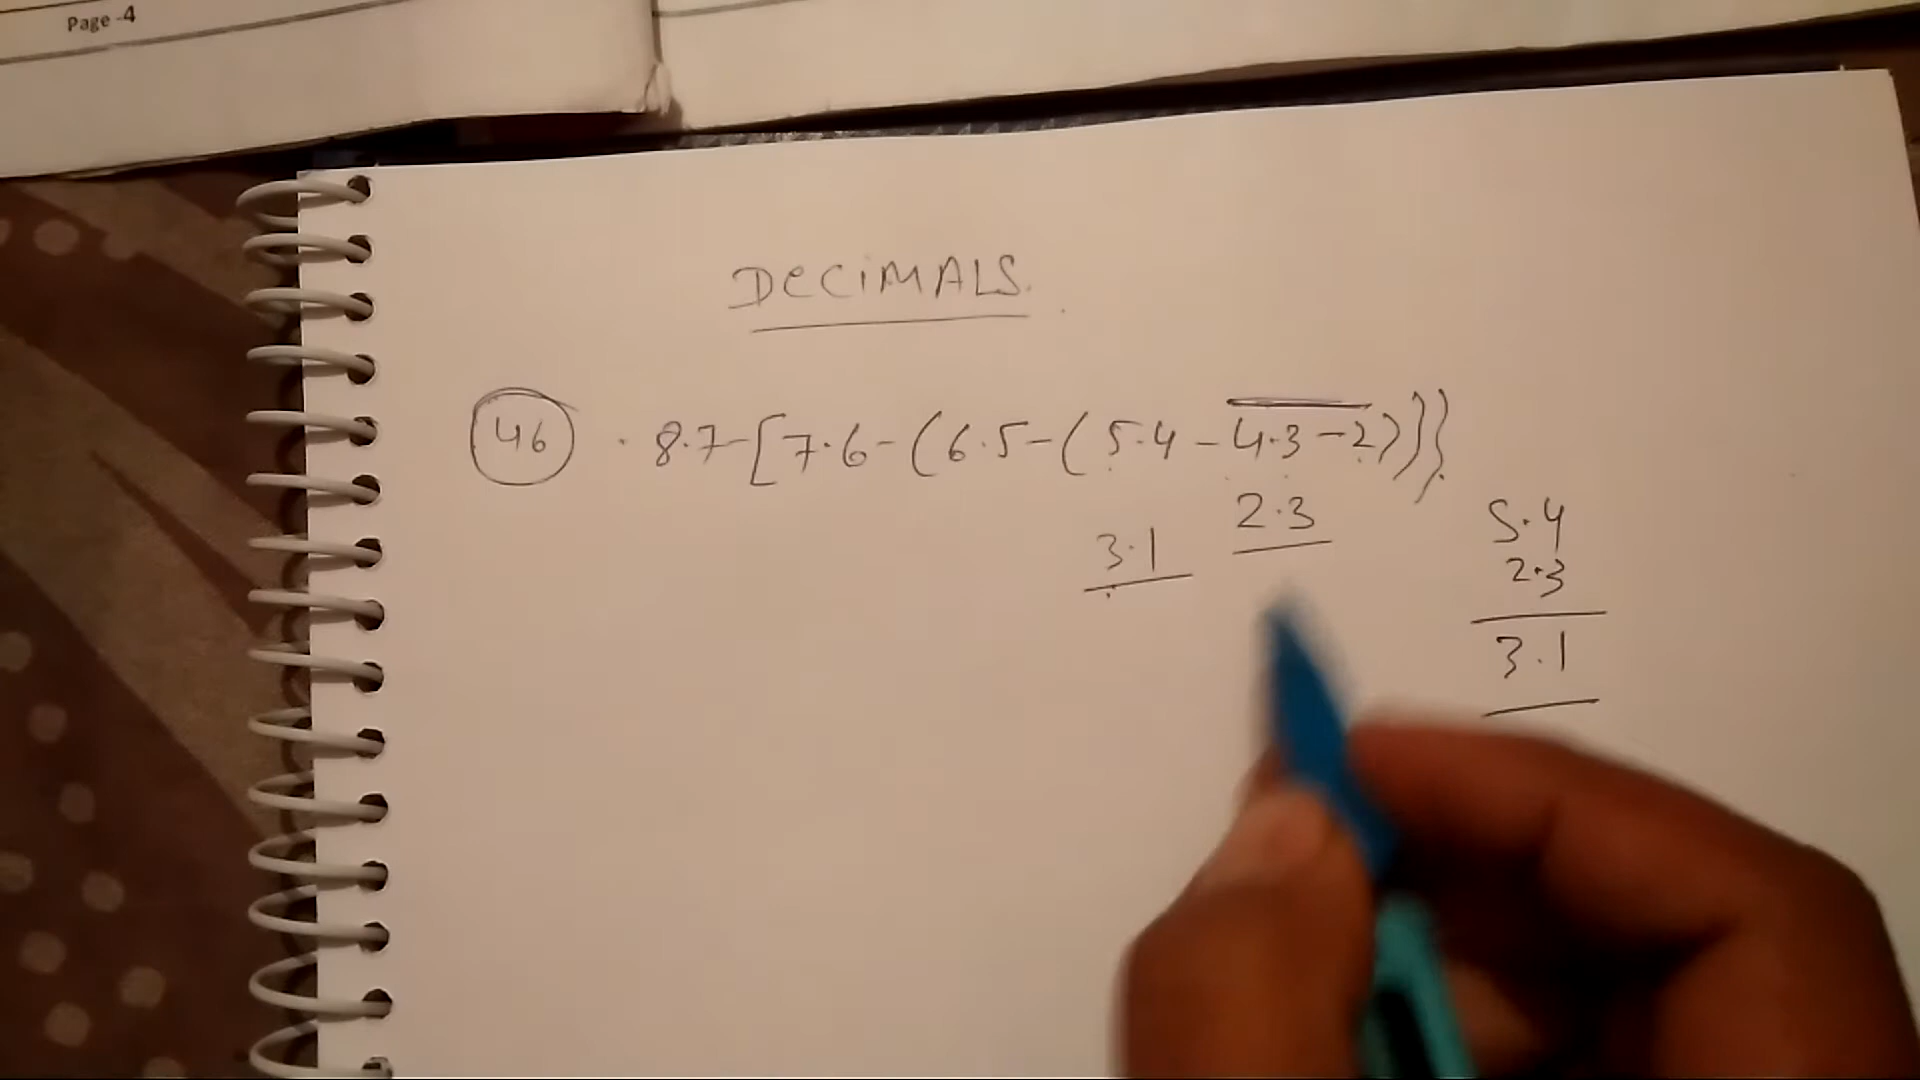 Page -4
DECIMALS.
46 . 8.7-[7.6-(6.5-(5.4-4.3-2))}
2.3
3.1
5.4
2.3
3.1